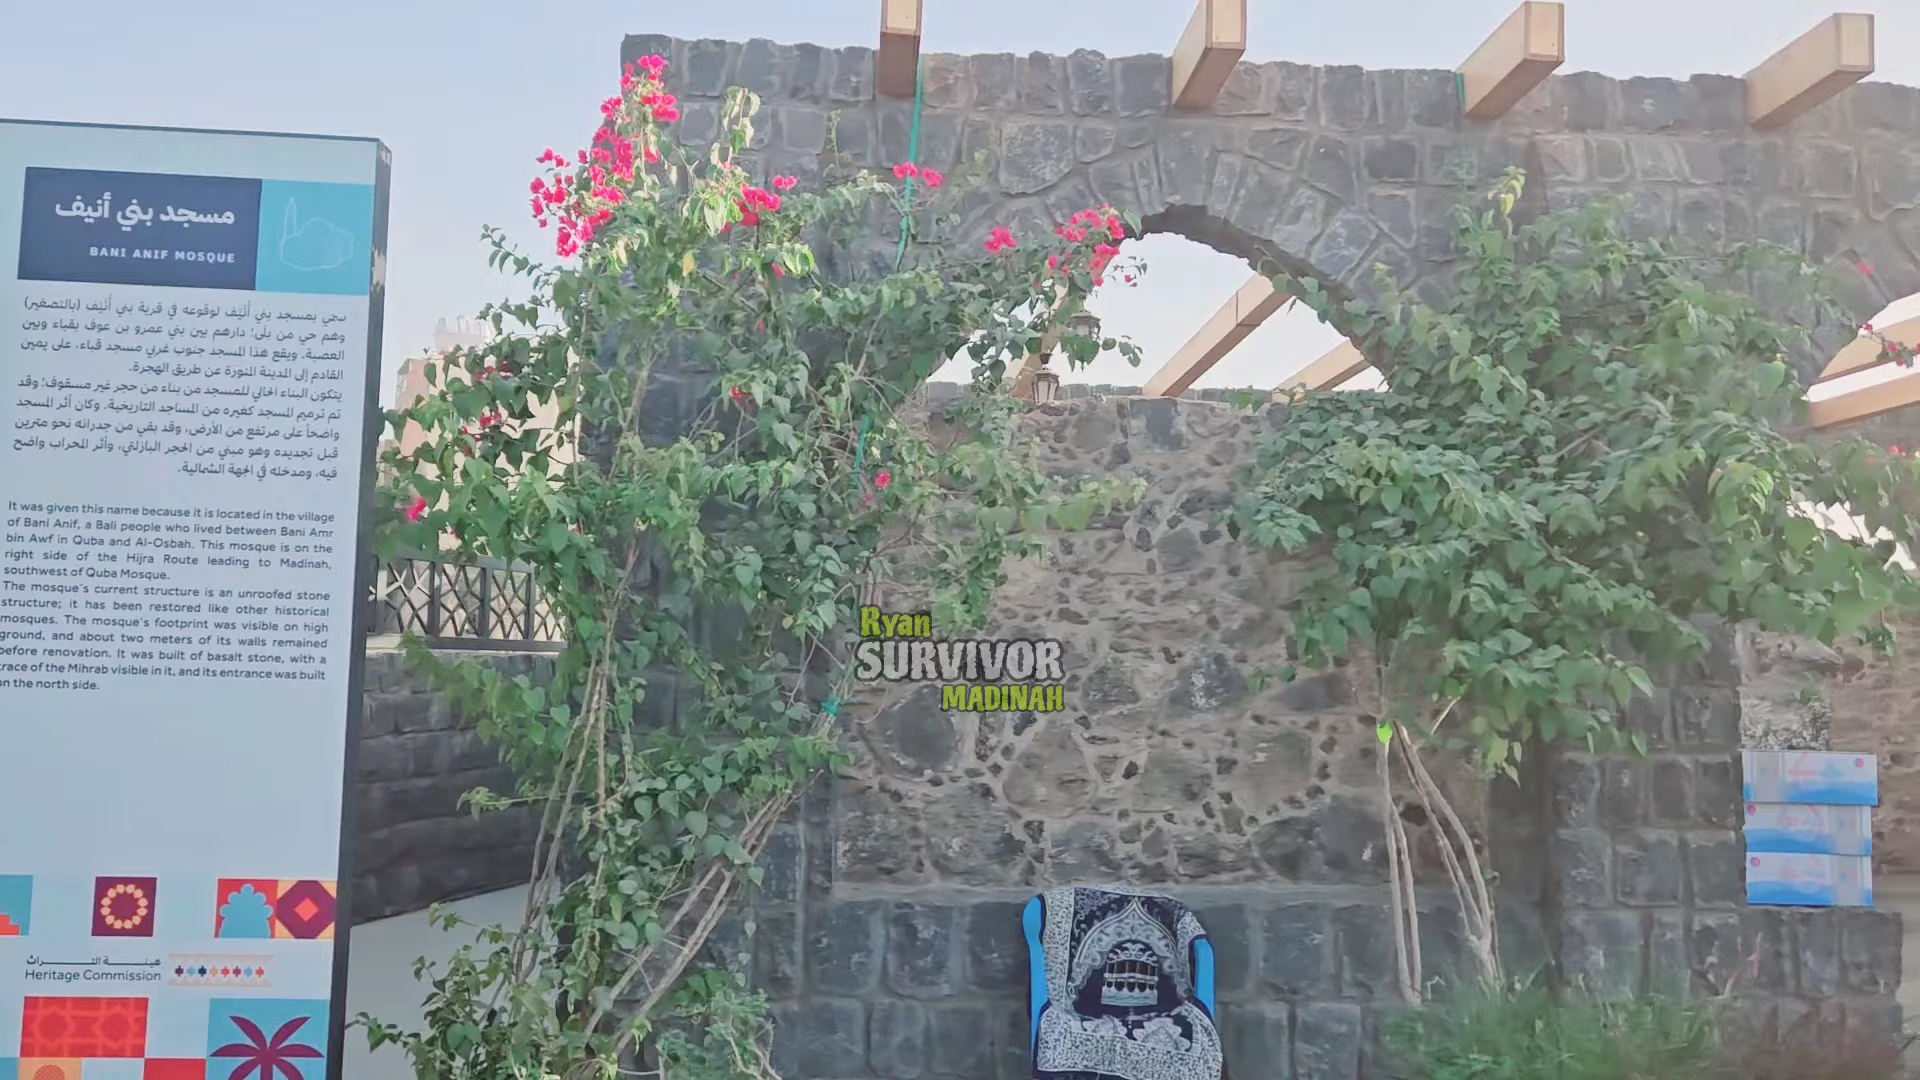 مسجد بني أنيف
BANI ANIF MOSQUE
سمّي بمسجد بني أُنَيْف لوقوعه في قرية بني أُنَيْف (بالتصغير)
وهم حي من بلى؛ دارهم بين بني عمرو بن عوف بقباء وبين
العصبة. ويقع هذا المسجد جنوب غربي مسجد قباء، على يمين
القادم إلى المدينة المنورة عن طريق الهجرة.
يتكون البناء الحالي للمسجد من بناء من حجر غير مسقوف؛ وقد
تم ترميم المسجد كغيره من المساجد التاريخية. وكان أثر المسجد
واضحاً على مرتفع من الأرض، وقد بقي من جدرانه نحو مترين
قبل تجديده وهو مبني من الحجر البازلتي، وأثر المحراب واضح
فيه، ومدخله في الجهة الشمالية.
It was given this name because it is located in the village
of Bani Anif, a Bali people who lived between Bani Amr
bin Awf in Quba and Al-Osbah. This mosque is on the
right side of the Hijra Route leading to Madinah,
southwest of Quba Mosque.
The mosque's current structure is an unroofed stone
structure; it has been restored like other historical
mosques. The mosque's footprint was visible on high
ground, and about two meters of its walls remained
before renovation. It was built of basalt stone, with a
trace of the Mihrab visible in it, and its entrance was built
on the north side.
هيئة التراث
Heritage Commission
Ryan
SURVIVOR
MADINAH